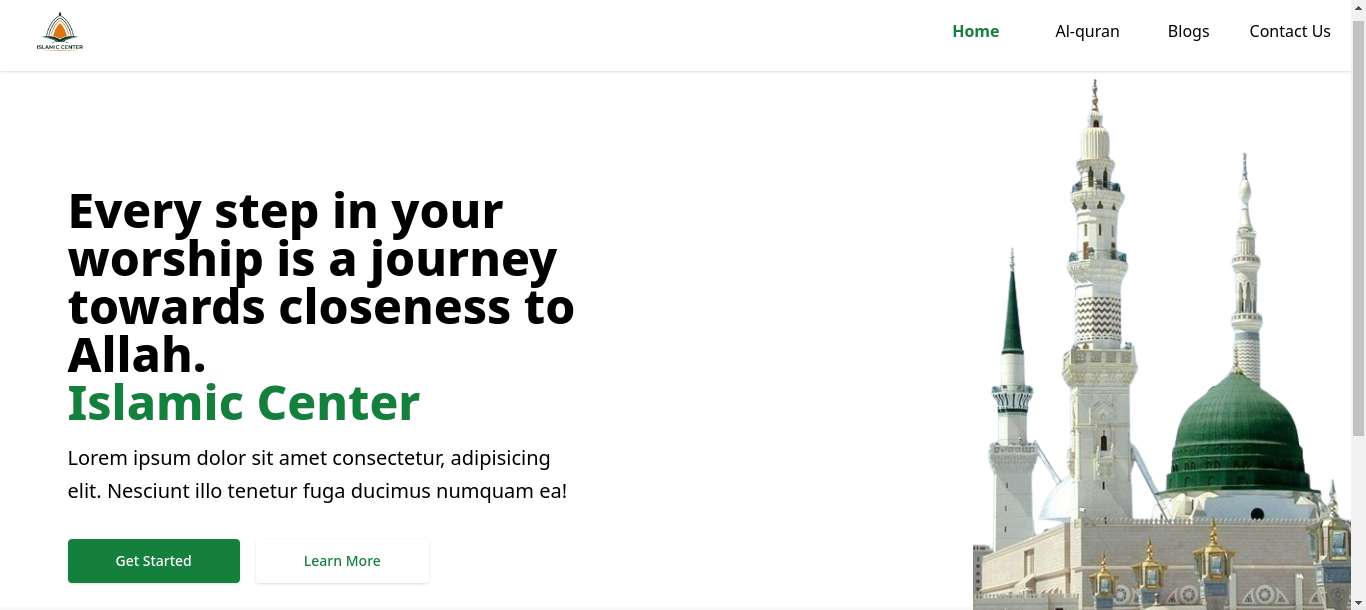 ISLAMIC CENTER
Home Al-quran Blogs Contact Us
Every step in your
worship is a journey
towards closeness to
Allah.
Islamic Center
Lorem ipsum dolor sit amet consectetur, adipisicing
elit. Nesciunt illo tenetur fuga ducimus numquam ea!
Get Started Learn More